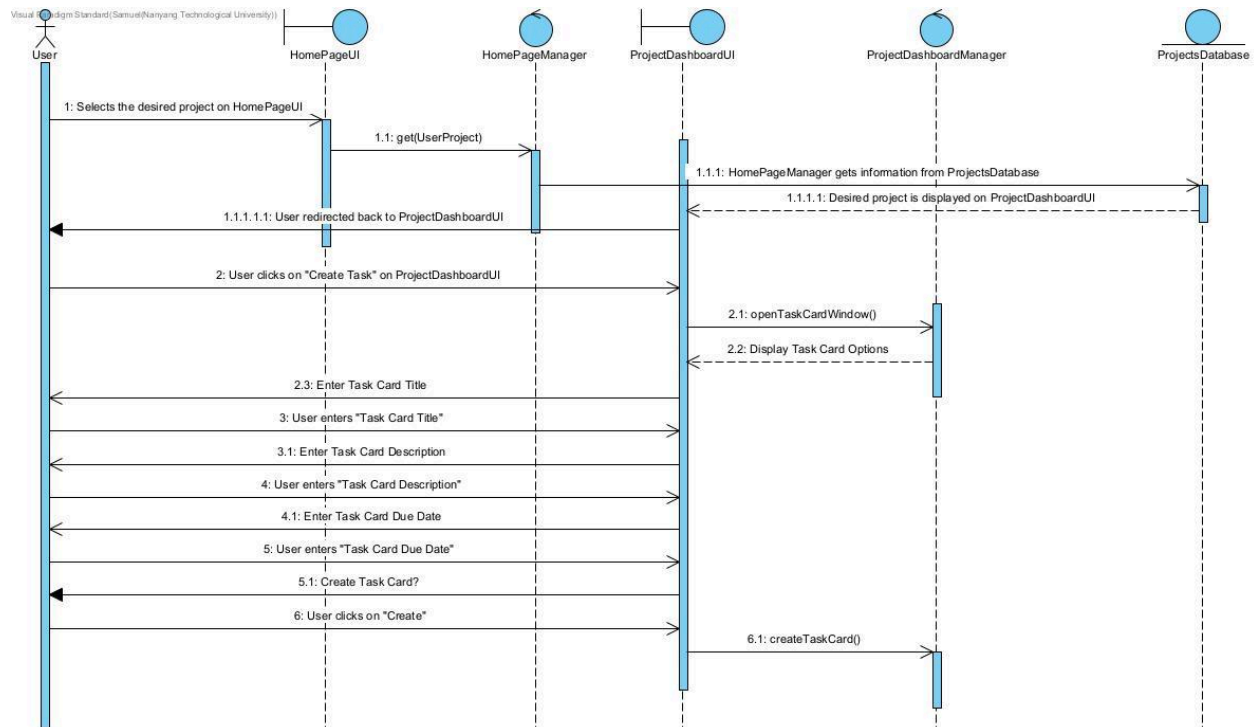 Visual Paradigm Standard(Samuel(Nanyang Technological University))
User
HomePageUI
HomePageManager
ProjectDashboardUI
ProjectDashboardManager
ProjectsDatabase
1: Selects the desired project on HomePageUI
1.1: get(UserProject)
1.1.1: HomePageManager gets information from ProjectsDatabase
1.1.1.1: Desired project is displayed on ProjectDashboardUI
1.1.1.1.1: User redirected back to ProjectDashboardUI
2: User clicks on "Create Task" on ProjectDashboardUI
2.1: openTaskCardWindow()
2.2: Display Task Card Options
2.3: Enter Task Card Title
3: User enters "Task Card Title"
3.1: Enter Task Card Description
4: User enters "Task Card Description"
4.1: Enter Task Card Due Date
5: User enters "Task Card Due Date"
5.1: Create Task Card?
6: User clicks on "Create"
6.1: createTaskCard()